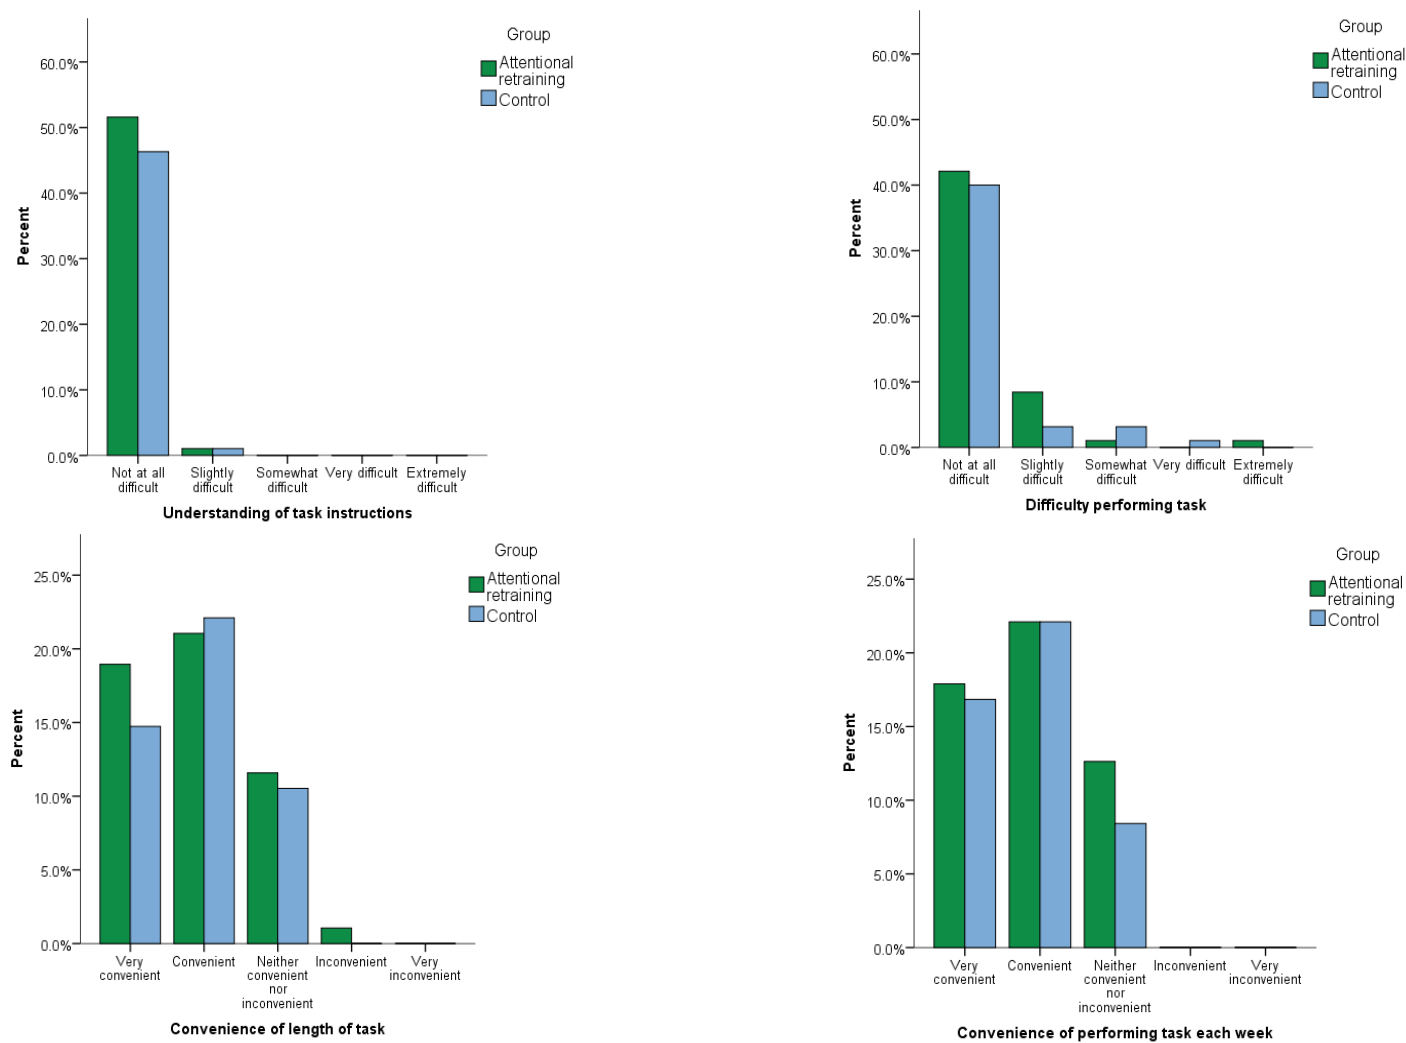 Group
Attentional
retraining
Control
60.0%
50.0%
40.0%
30.0%
20.0%
10.0%
0.0%
Percent
Not at all
difficult
Slightly
difficult
Somewhat
difficult
Very difficult
Extremely
difficult
Understanding of task instructions
Group
Attentional
retraining
Control
60.0%
50.0%
40.0%
30.0%
20.0%
10.0%
0.0%
Percent
Not at all
difficult
Slightly
difficult
Somewhat
difficult
Very difficult
Extremely
difficult
Difficulty performing task
Group
Attentional
retraining
Control
25.0%
20.0%
15.0%
10.0%
5.0%
0.0%
Percent
Very
convenient
Convenient
Neither
convenient
nor
inconvenient
Inconvenient
Very
inconvenient
Convenience of length of task
Group
Attentional
retraining
Control
25.0%
20.0%
15.0%
10.0%
5.0%
0.0%
Percent
Very
convenient
Convenient
Neither
convenient
nor
inconvenient
Inconvenient
Very
inconvenient
Convenience of performing task each week